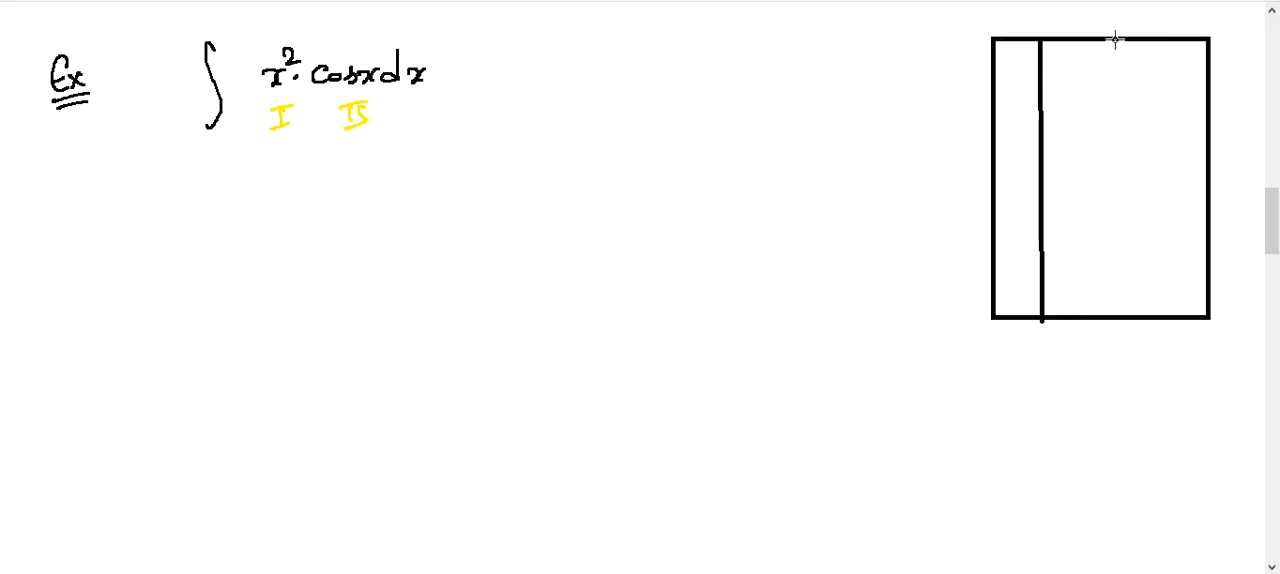 Ex ∫ x². cosx dx
I II